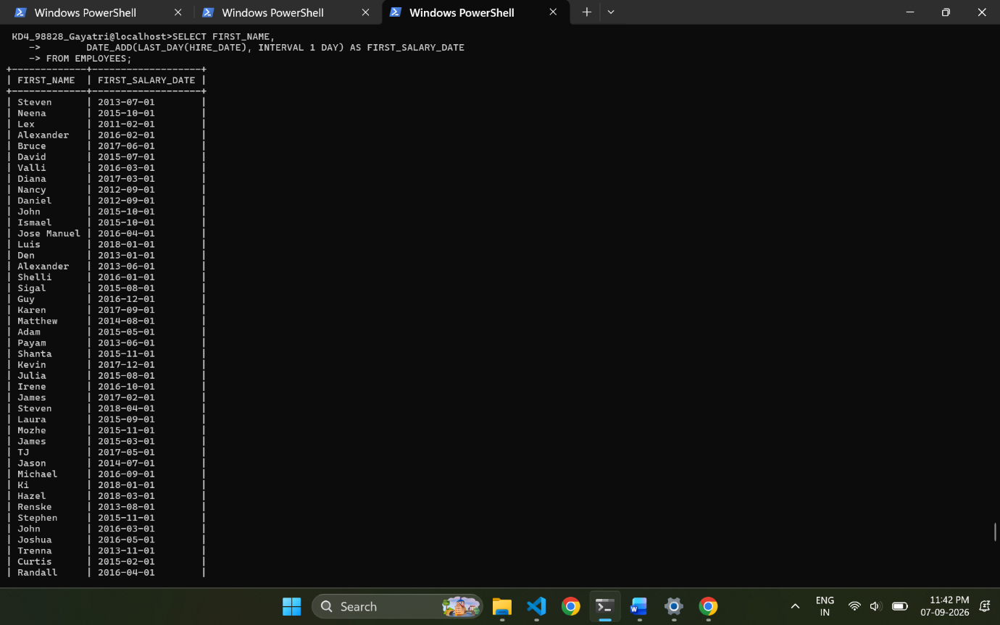 Windows PowerShell
Windows PowerShell
Windows PowerShell
KD4_98828_Gayatri@localhost>SELECT FIRST_NAME,
    ->        DATE_ADD(LAST_DAY(HIRE_DATE), INTERVAL 1 DAY) AS FIRST_SALARY_DATE
    -> FROM EMPLOYEES;
+-------------+-------------------+
| FIRST_NAME  | FIRST_SALARY_DATE |
+-------------+-------------------+
| Steven      | 2013-07-01        |
| Neena       | 2015-10-01        |
| Lex         | 2011-02-01        |
| Alexander   | 2016-02-01        |
| Bruce       | 2017-06-01        |
| David       | 2015-07-01        |
| Valli       | 2016-03-01        |
| Diana       | 2017-03-01        |
| Nancy       | 2012-09-01        |
| Daniel      | 2012-09-01        |
| John        | 2015-10-01        |
| Ismael      | 2015-10-01        |
| Jose Manuel | 2016-04-01        |
| Luis        | 2018-01-01        |
| Den         | 2013-01-01        |
| Alexander   | 2013-06-01        |
| Shelli      | 2016-01-01        |
| Sigal       | 2015-08-01        |
| Guy         | 2016-12-01        |
| Karen       | 2017-09-01        |
| Matthew     | 2014-08-01        |
| Adam        | 2015-05-01        |
| Payam       | 2013-06-01        |
| Shanta      | 2015-11-01        |
| Kevin       | 2017-12-01        |
| Julia       | 2015-08-01        |
| Irene       | 2016-10-01        |
| James       | 2017-02-01        |
| Steven      | 2018-04-01        |
| Laura       | 2015-09-01        |
| Mozhe       | 2015-11-01        |
| James       | 2015-03-01        |
| TJ          | 2017-05-01        |
| Jason       | 2014-07-01        |
| Michael     | 2016-09-01        |
| Ki          | 2018-01-01        |
| Hazel       | 2018-03-01        |
| Renske      | 2013-08-01        |
| Stephen     | 2015-11-01        |
| John        | 2016-03-01        |
| Joshua      | 2016-05-01        |
| Trenna      | 2013-11-01        |
| Curtis      | 2015-02-01        |
| Randall     | 2016-04-01        |
Search
ENG
IN
11:42 PM
07-09-2026